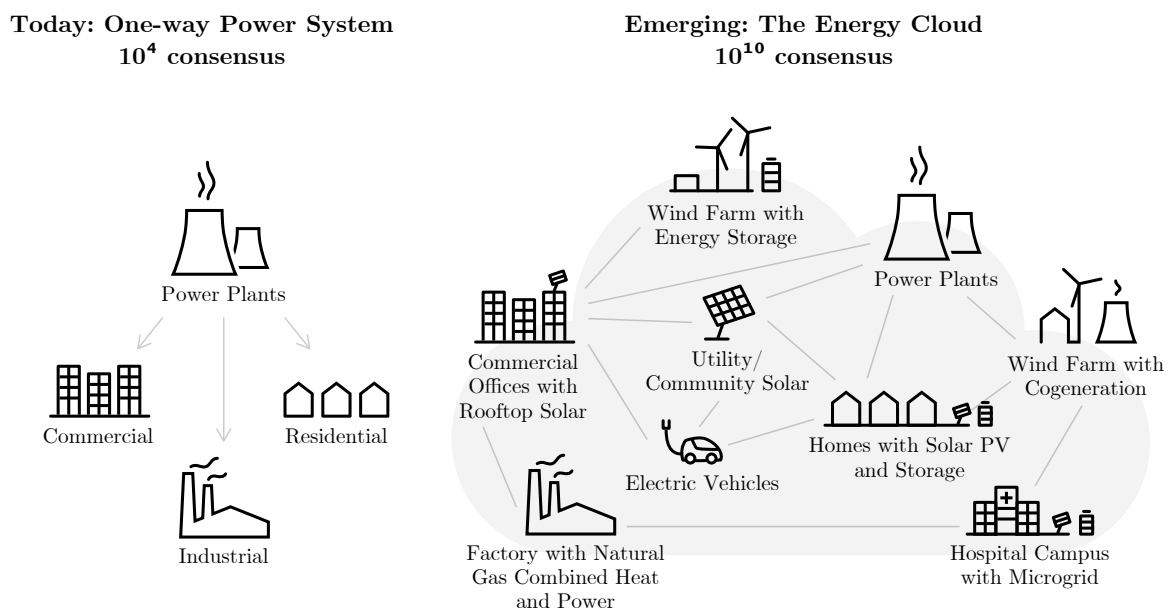 Today: One-way Power System
10⁴ consensus
Power Plants
Commercial
Residential
Industrial
Emerging: The Energy Cloud
10¹⁰ consensus
Wind Farm with
Energy Storage
Power Plants
Commercial
Offices with
Rooftop Solar
Utility/
Community Solar
Wind Farm with
Cogeneration
Homes with Solar PV
and Storage
Electric Vehicles
Factory with Natural
Gas Combined Heat
and Power
Hospital Campus
with Microgrid